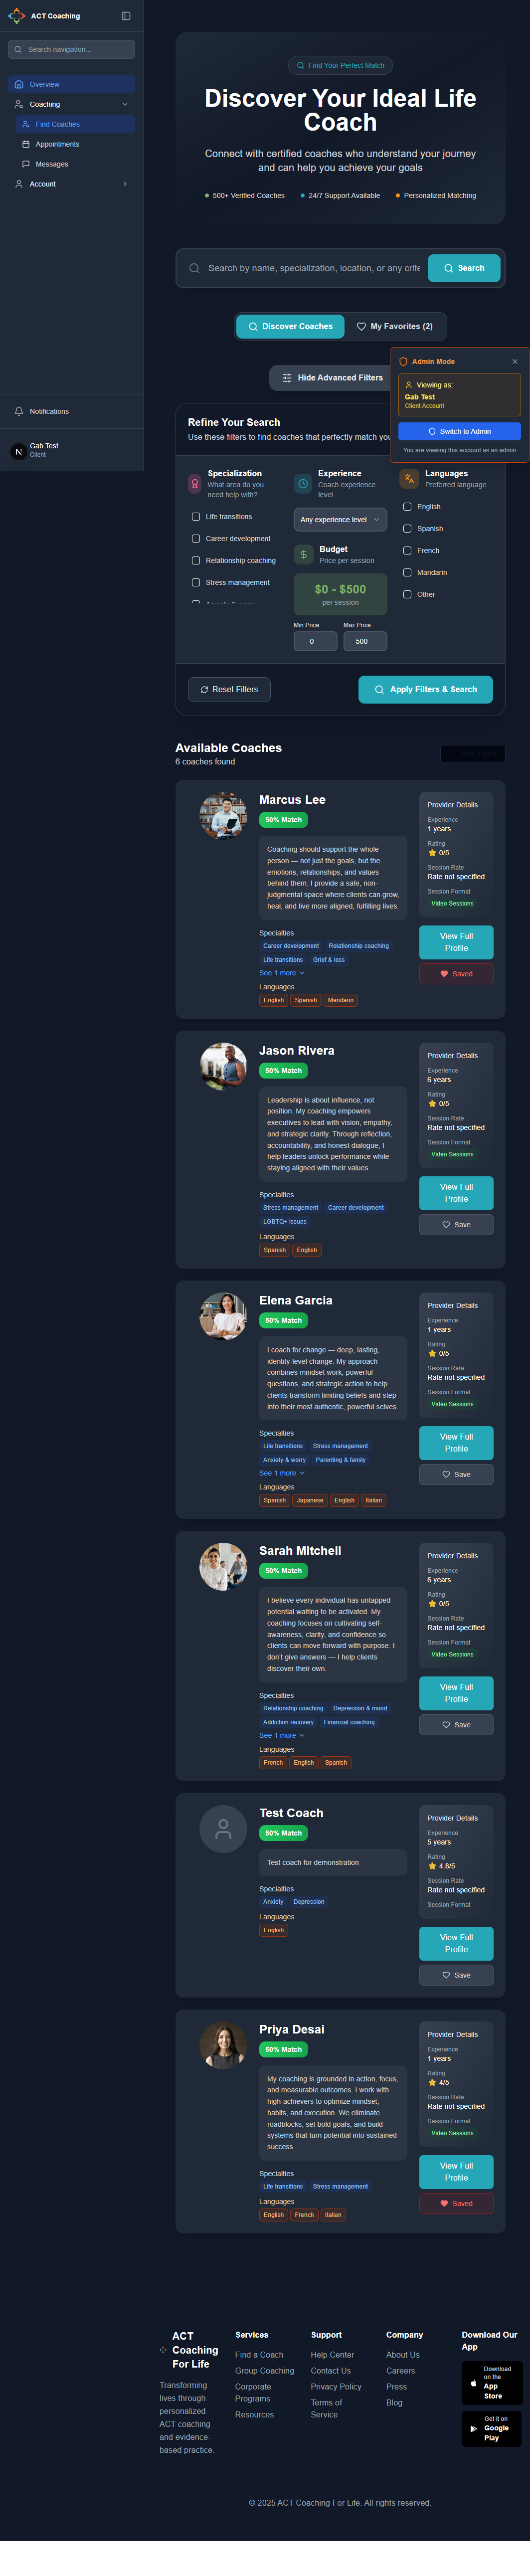 ACT Coaching
Search navigation...
Overview
Coaching
Find Coaches
Appointments
Messages
Account
Notifications
N
Gab Test
Client
Find Your Perfect Match
Discover Your Ideal Life
Coach
Connect with certified coaches who understand your journey
and can help you achieve your goals
500+ Verified Coaches
24/7 Support Available
Personalized Matching
Search by name, specialization, location, or any crite
Search
Discover Coaches
My Favorites (2)
Hide Advanced Filters
Admin Mode
Viewing as:
Gab Test
Client Account
Switch to Admin
You are viewing this account as an admin
Refine Your Search
Use these filters to find coaches that perfectly match you
Specialization
What area do you
need help with?
Life transitions
Career development
Relationship coaching
Stress management
Experience
Coach experience
level
Any experience level
Budget
Price per session
$0 - $500
per session
Min Price
Max Price
0
500
Languages
Preferred language
English
Spanish
French
Mandarin
Other
Reset Filters
Apply Filters & Search
Available Coaches
6 coaches found
Marcus Lee
50% Match
Coaching should support the whole
person — not just the goals, but the
emotions, relationships, and values
behind them. I provide a safe, non-
judgmental space where clients can grow,
heal, and live more aligned, fulfilling lives.
Specialties
Career development
Relationship coaching
Life transitions
Grief & loss
See 1 more
Languages
English
Spanish
Mandarin
Provider Details
Experience
1 years
Rating
0/5
Session Rate
Rate not specified
Session Format
Video Sessions
View Full
Profile
Saved
Jason Rivera
50% Match
Leadership is about influence, not
position. My coaching empowers
executives to lead with vision, empathy,
and strategic clarity. Through reflection,
accountability, and honest dialogue, I
help leaders unlock performance while
staying aligned with their values.
Specialties
Stress management
Career development
LGBTQ+ issues
Languages
Spanish
English
Provider Details
Experience
6 years
Rating
0/5
Session Rate
Rate not specified
Session Format
Video Sessions
View Full
Profile
Save
Elena Garcia
50% Match
I coach for change — deep, lasting,
identity-level change. My approach
combines mindset work, powerful
questions, and strategic action to help
clients transform limiting beliefs and step
into their most authentic, powerful selves.
Specialties
Life transitions
Stress management
Anxiety & worry
Parenting & family
See 1 more
Languages
Spanish
Japanese
English
Italian
Provider Details
Experience
1 years
Rating
0/5
Session Rate
Rate not specified
Session Format
Video Sessions
View Full
Profile
Save
Sarah Mitchell
50% Match
I believe every individual has untapped
potential waiting to be activated. My
coaching focuses on cultivating self-
awareness, clarity, and confidence so
clients can move forward with purpose. I
don't give answers — I help clients
discover their own.
Specialties
Relationship coaching
Depression & mood
Addiction recovery
Financial coaching
See 1 more
Languages
French
English
Spanish
Provider Details
Experience
6 years
Rating
0/5
Session Rate
Rate not specified
Session Format
Video Sessions
View Full
Profile
Save
Test Coach
50% Match
Test coach for demonstration
Specialties
Anxiety
Depression
Languages
English
Provider Details
Experience
5 years
Rating
4.8/5
Session Rate
Rate not specified
Session Format
View Full
Profile
Save
Priya Desai
50% Match
My coaching is grounded in action, focus,
and measurable outcomes. I work with
high-achievers to optimize mindset,
habits, and execution. We eliminate
roadblocks, set bold goals, and build
systems that turn potential into sustained
success.
Specialties
Life transitions
Stress management
Languages
English
French
Italian
Provider Details
Experience
1 years
Rating
4/5
Session Rate
Rate not specified
Session Format
Video Sessions
View Full
Profile
Saved
ACT
Coaching
For Life
Transforming
lives through
personalized
ACT coaching
and evidence-
based practice.
Services
Find a Coach
Group Coaching
Corporate
Programs
Resources
Support
Help Center
Contact Us
Privacy Policy
Terms of
Service
Company
About Us
Careers
Press
Blog
Download Our
App
Download
on the
App
Store
Get it on
Google
Play
© 2025 ACT Coaching For Life. All rights reserved.